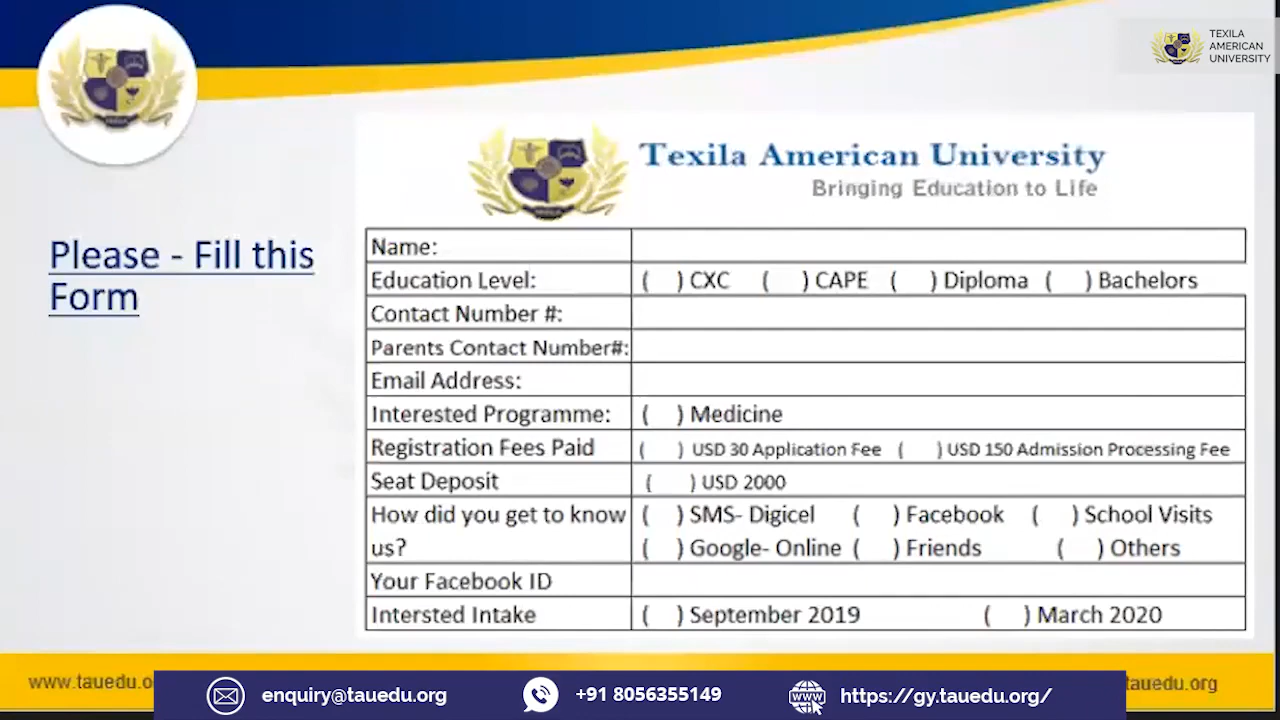 TEXILA
AMERICAN
UNIVERSITY
Texila American University
Bringing Education to Life
Please - Fill this
Form
Name:
Education Level: ( ) CXC ( ) CAPE ( ) Diploma ( ) Bachelors
Contact Number #:
Parents Contact Number#:
Email Address:
Interested Programme: ( ) Medicine
Registration Fees Paid ( ) USD 30 Application Fee ( ) USD 150 Admission Processing Fee
Seat Deposit ( ) USD 2000
How did you get to know us? ( ) SMS- Digicel ( ) Facebook ( ) School Visits
( ) Google- Online ( ) Friends ( ) Others
Your Facebook ID
Intersted Intake ( ) September 2019 ( ) March 2020
www.tauedu.o
tauedu.org
enquiry@tauedu.org
+91 8056355149
https://gy.tauedu.org/